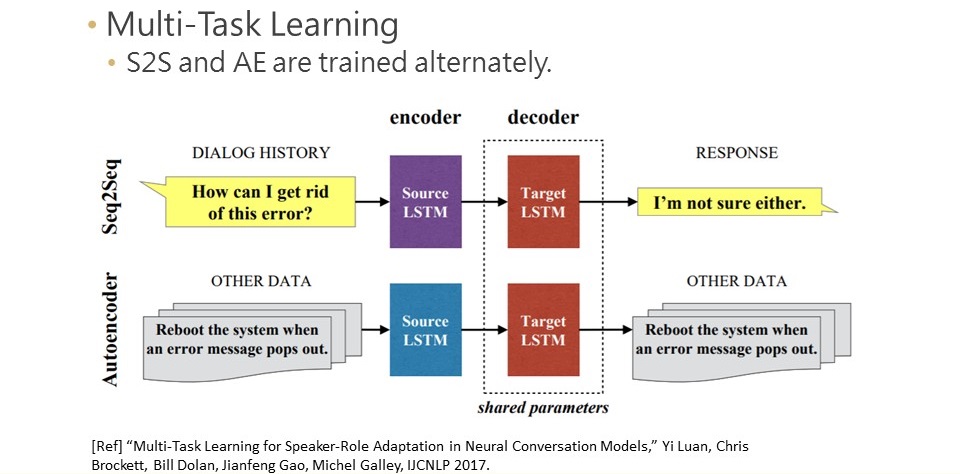 • Multi-Task Learning
• S2S and AE are trained alternately.
encoder
decoder
Seq2Seq
DIALOG HISTORY
How can I get rid
of this error?
Source
LSTM
Target
LSTM
RESPONSE
I'm not sure either.
Autoencoder
OTHER DATA
Reboot the system when
an error message pops out.
Source
LSTM
Target
LSTM
OTHER DATA
Reboot the system when
an error message pops out.
shared parameters
[Ref] “Multi-Task Learning for Speaker-Role Adaptation in Neural Conversation Models,” Yi Luan, Chris
Brockett, Bill Dolan, Jianfeng Gao, Michel Galley, IJCNLP 2017.